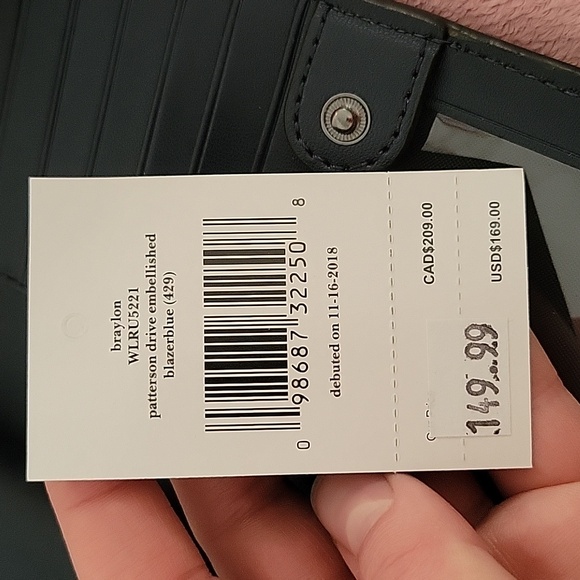 braylon
WLRU5221
patterson drive embellished
blazerblue (429)
0 98687 32250 8
debuted on 11-16-2018
CAD$209.00
USD$169.00
149.99